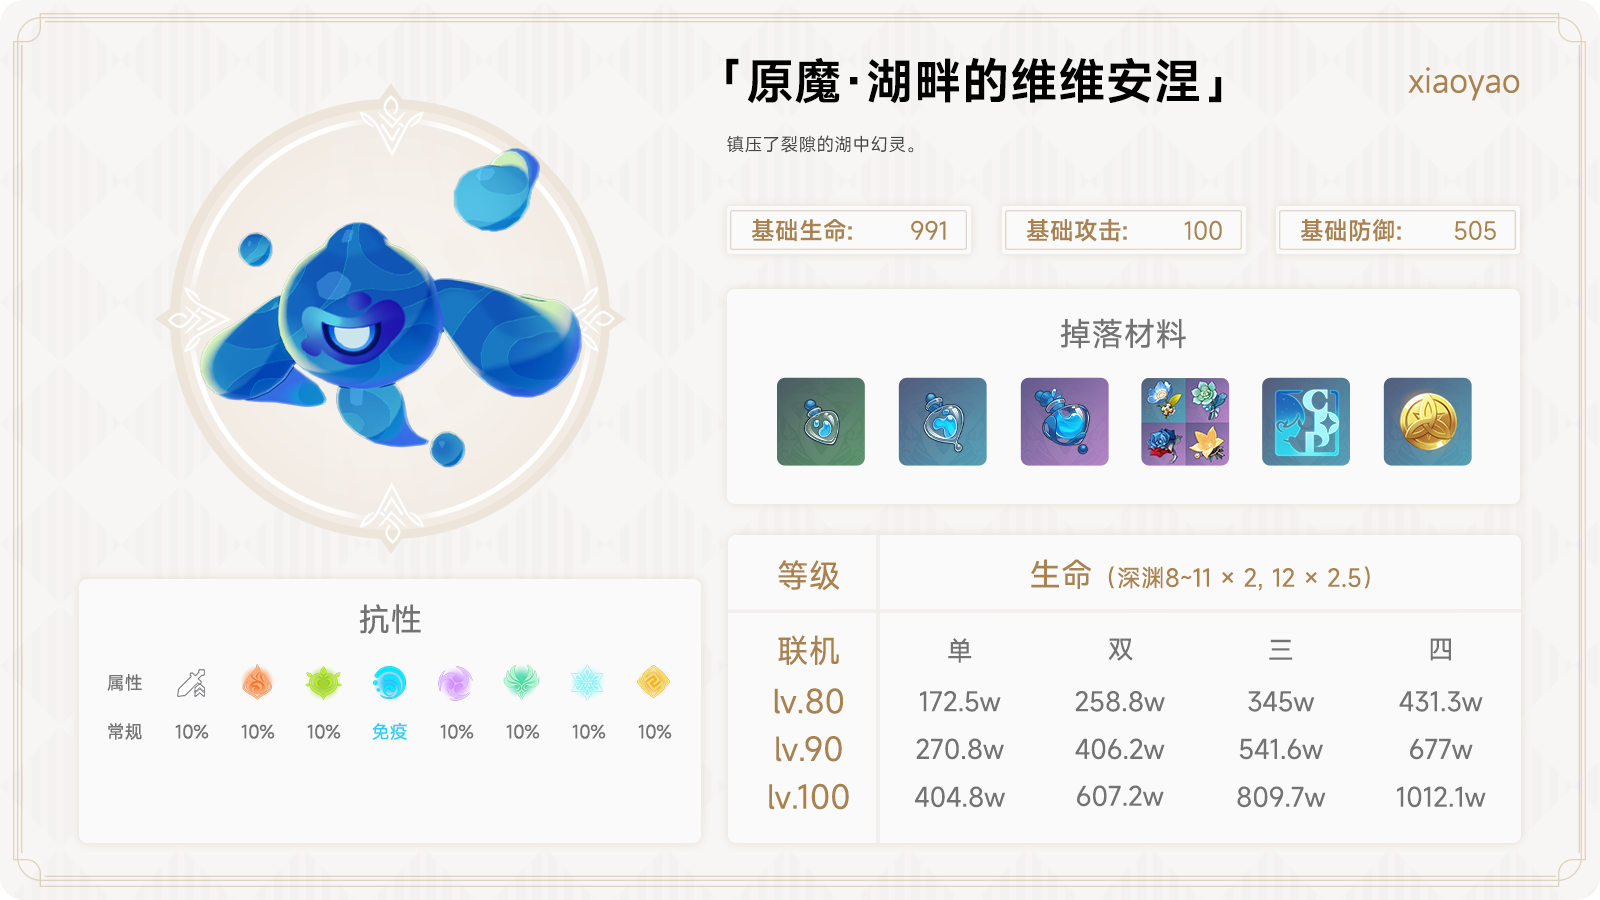 「原魔·湖畔的维维安涅」
xiaoyao
镇压了裂隙的湖中幻灵。
基础生命: 991
基础攻击: 100
基础防御: 505
掉落材料
抗性
属性
常规 10% 10% 10% 免疫 10% 10% 10% 10%
等级 生命（深渊8~11 × 2, 12 × 2.5）
联机 单 双 三 四
lv.80 172.5w 258.8w 345w 431.3w
lv.90 270.8w 406.2w 541.6w 677w
lv.100 404.8w 607.2w 809.7w 1012.1w